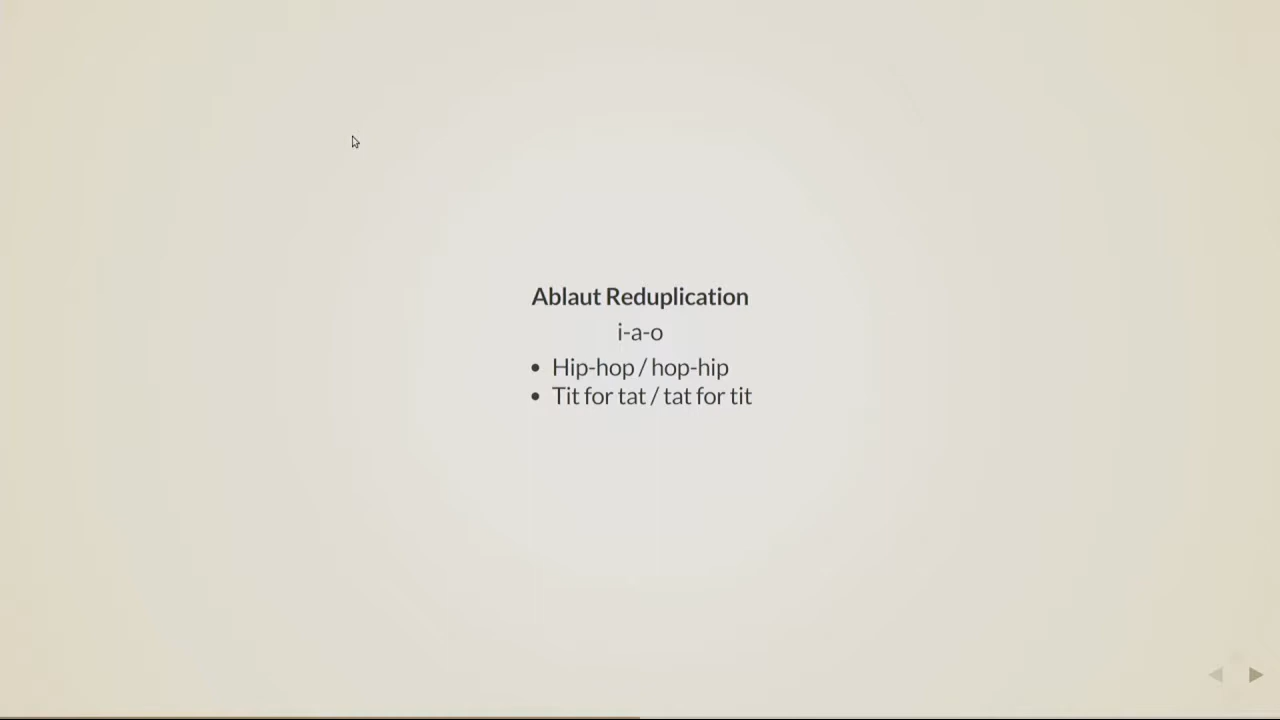 Ablaut Reduplication
i-a-o
• Hip-hop / hop-hip
• Tit for tat / tat for tit